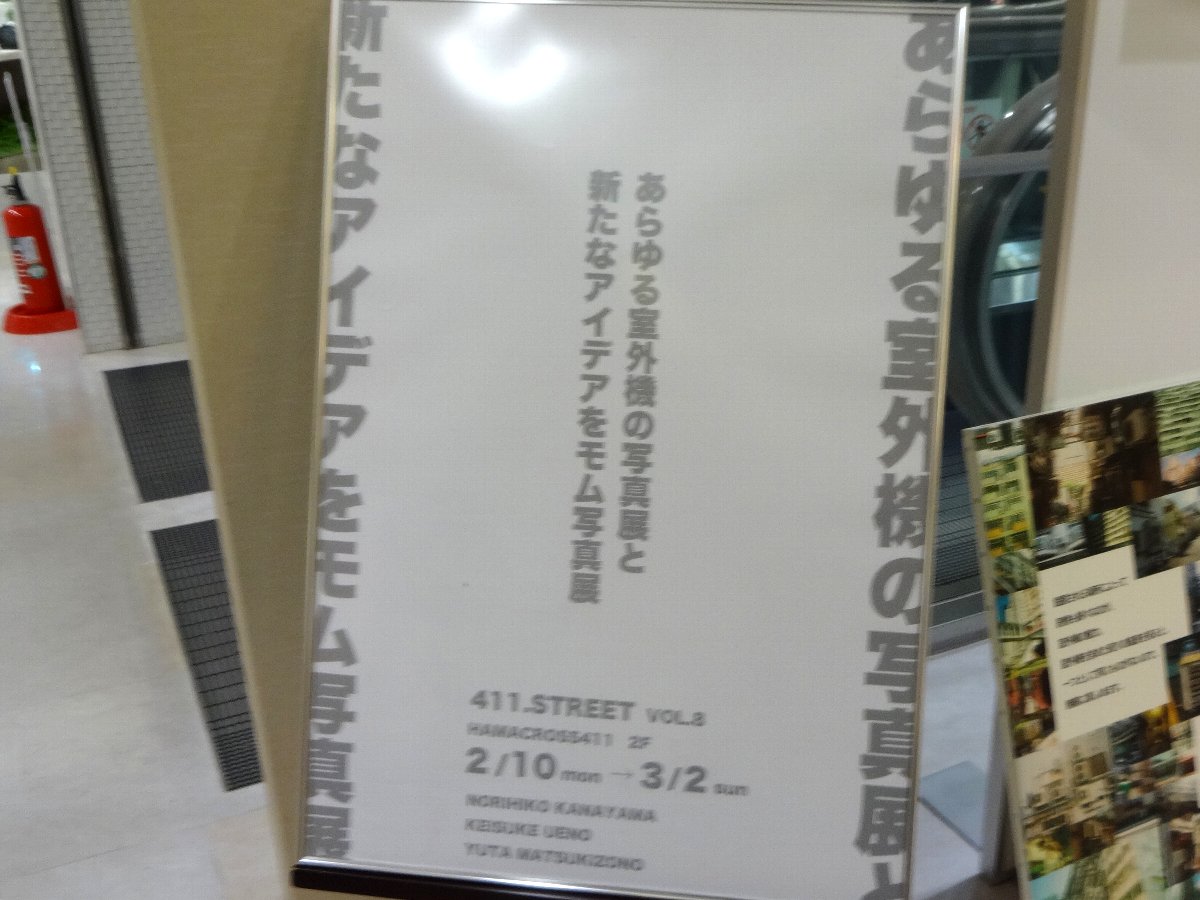 あらゆる室外機の写真展と
新たなアイデアをモム写真展
あらゆる室外機の写真展と
新たなアイデアをモム写真展
411.STREET VOL.8
HAMACROSS411 2F
2/10 mon → 3/2 sun
NORIHIKO KANAYAMA
KEISUKE UENO
YUTA MATSUKIZONO